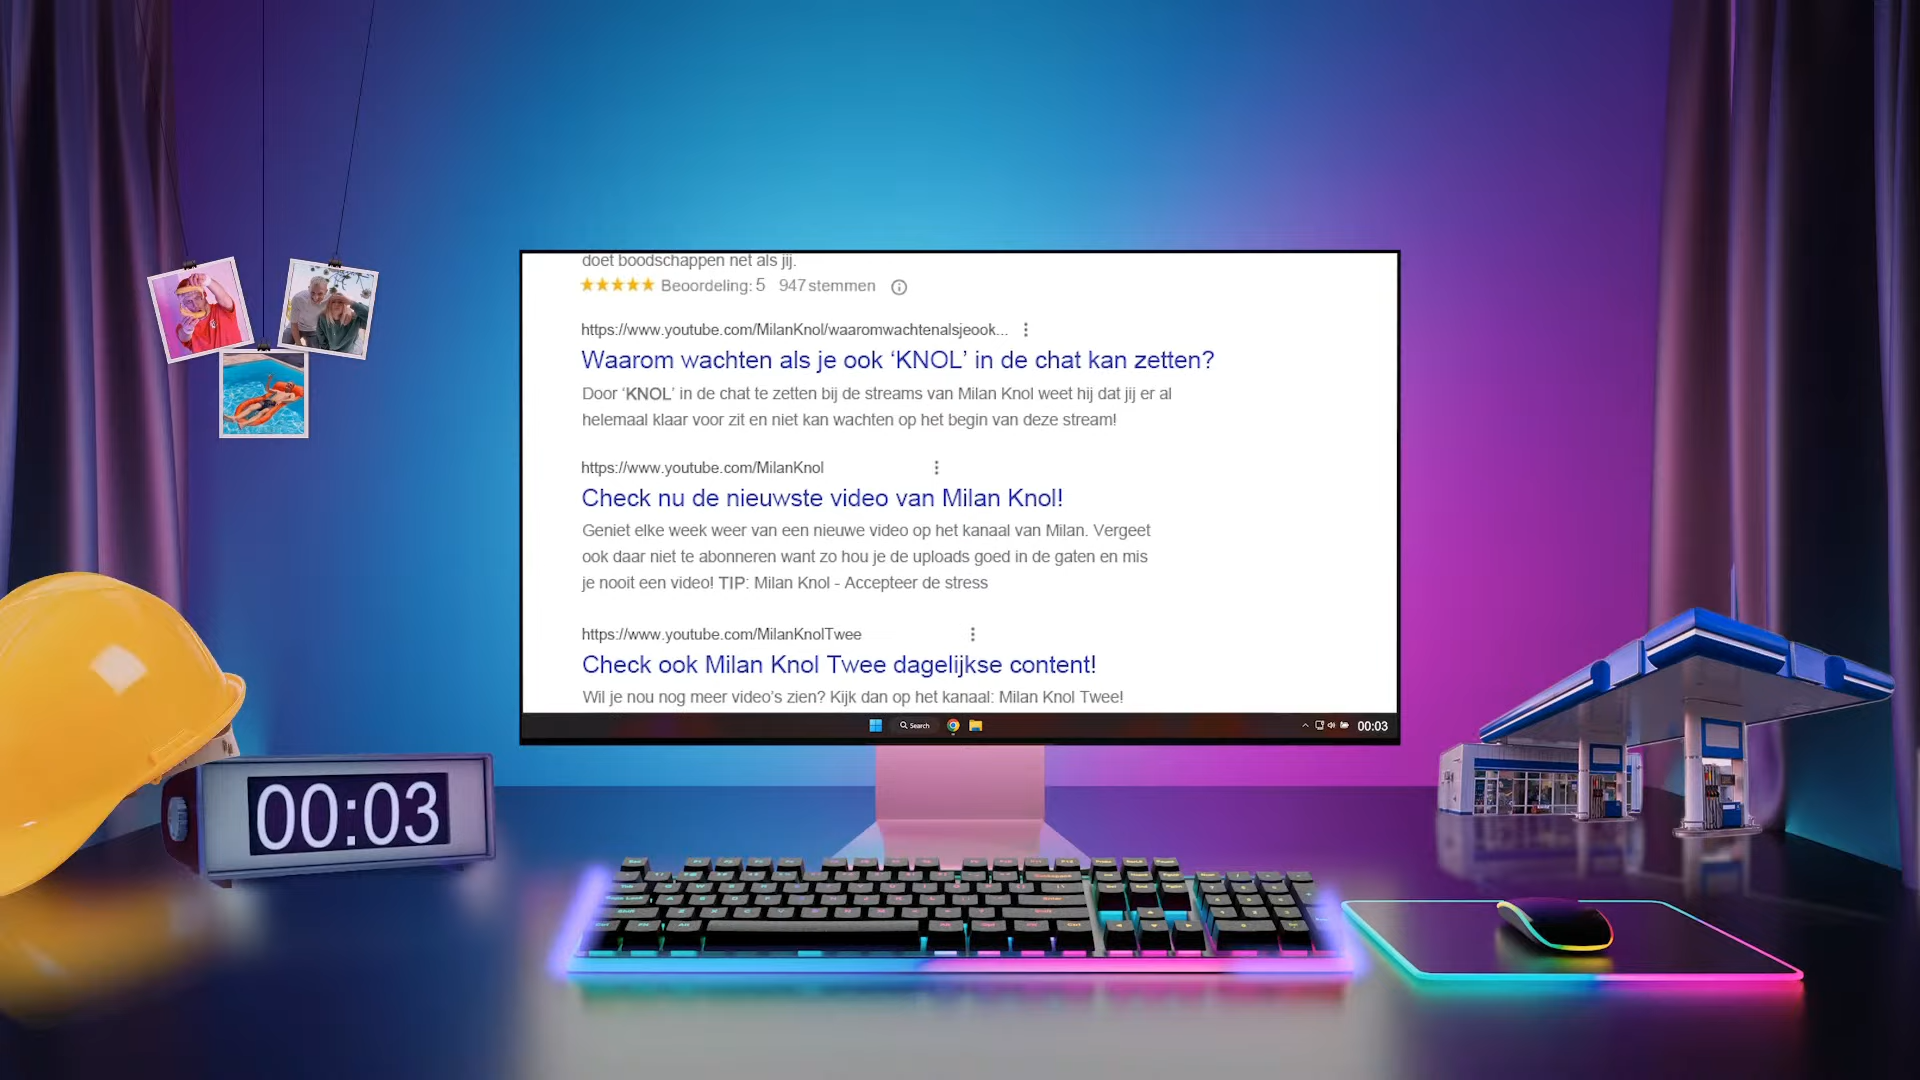 doet boodschappen net als jij.
Beoordeling: 5 947 stemmen
https://www.youtube.com/MilanKnol/waaromwachtenalsjeook...
Waarom wachten als je ook ‘KNOL’ in de chat kan zetten?
Door ‘KNOL’ in de chat te zetten bij de streams van Milan Knol weet hij dat jij er al
helemaal klaar voor zit en niet kan wachten op het begin van deze stream!
https://www.youtube.com/MilanKnol
Check nu de nieuwste video van Milan Knol!
Geniet elke week weer van een nieuwe video op het kanaal van Milan. Vergeet
ook daar niet te abonneren want zo hou je de uploads goed in de gaten en mis
je nooit een video! TIP: Milan Knol - Accepteer de stress
https://www.youtube.com/MilanKnolTwee
Check ook Milan Knol Twee dagelijkse content!
Wil je nou nog meer video’s zien? Kijk dan op het kanaal: Milan Knol Twee!
Search
00:03
00:03